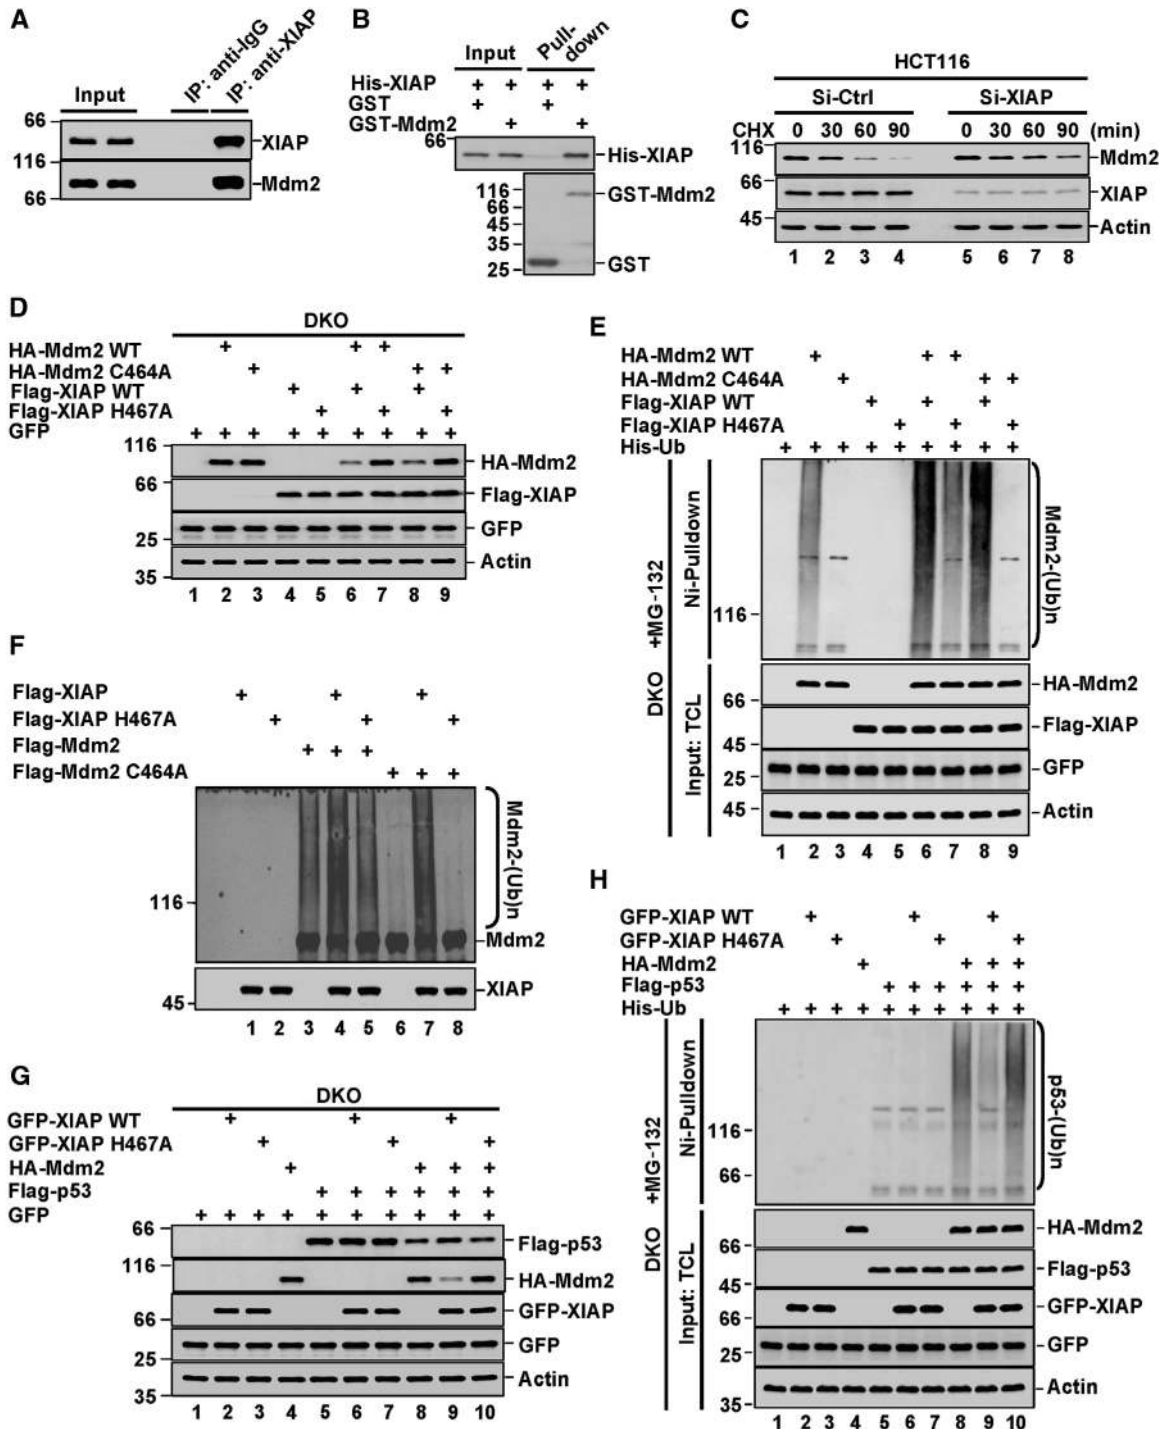 A
IP: anti-IgG
IP: anti-XIAP
Input
66
XIAP
116
Mdm2
66
B
Input
Pull-down
His-XIAP + + + +
GST + +
GST-Mdm2 + +
66
His-XIAP
116
GST-Mdm2
66
45
35
25
GST
C
HCT116
Si-Ctrl Si-XIAP
CHX 0 30 60 90 0 30 60 90 (min)
116
Mdm2
66
XIAP
45
Actin
1 2 3 4 5 6 7 8
D
DKO
HA-Mdm2 WT + + +
HA-Mdm2 C464A + + +
Flag-XIAP WT + + +
Flag-XIAP H467A + + +
GFP + + + + + + + + +
116
HA-Mdm2
66
Flag-XIAP
GFP
25
Actin
35
1 2 3 4 5 6 7 8 9
E
HA-Mdm2 WT + + +
HA-Mdm2 C464A + + +
Flag-XIAP WT + + +
Flag-XIAP H467A + + +
His-Ub + + + + + + + + +
DKO
+MG-132
Ni-Pulldown
116
Mdm2-(Ub)n
Input: TCL
HA-Mdm2
66
Flag-XIAP
45
GFP
25
45
Actin
1 2 3 4 5 6 7 8 9
F
Flag-XIAP + + +
Flag-XIAP H467A + + +
Flag-Mdm2 + + +
Flag-Mdm2 C464A + + +
Mdm2-(Ub)n
116
Mdm2
XIAP
45
1 2 3 4 5 6 7 8
G
DKO
GFP-XIAP WT + + +
GFP-XIAP H467A + + +
HA-Mdm2 + + + +
Flag-p53 + + + + + +
GFP + + + + + + + + + +
66
Flag-p53
116
HA-Mdm2
GFP-XIAP
66
GFP
25
Actin
35
1 2 3 4 5 6 7 8 9 10
H
GFP-XIAP WT + + +
GFP-XIAP H467A + + +
HA-Mdm2 + + + +
Flag-p53 + + + + + +
His-Ub + + + + + + + + + +
DKO
+MG-132
Ni-Pulldown
p53-(Ub)n
116
66
Input: TCL
HA-Mdm2
66
Flag-p53
45
GFP-XIAP
66
GFP
25
Actin
35
1 2 3 4 5 6 7 8 9 10